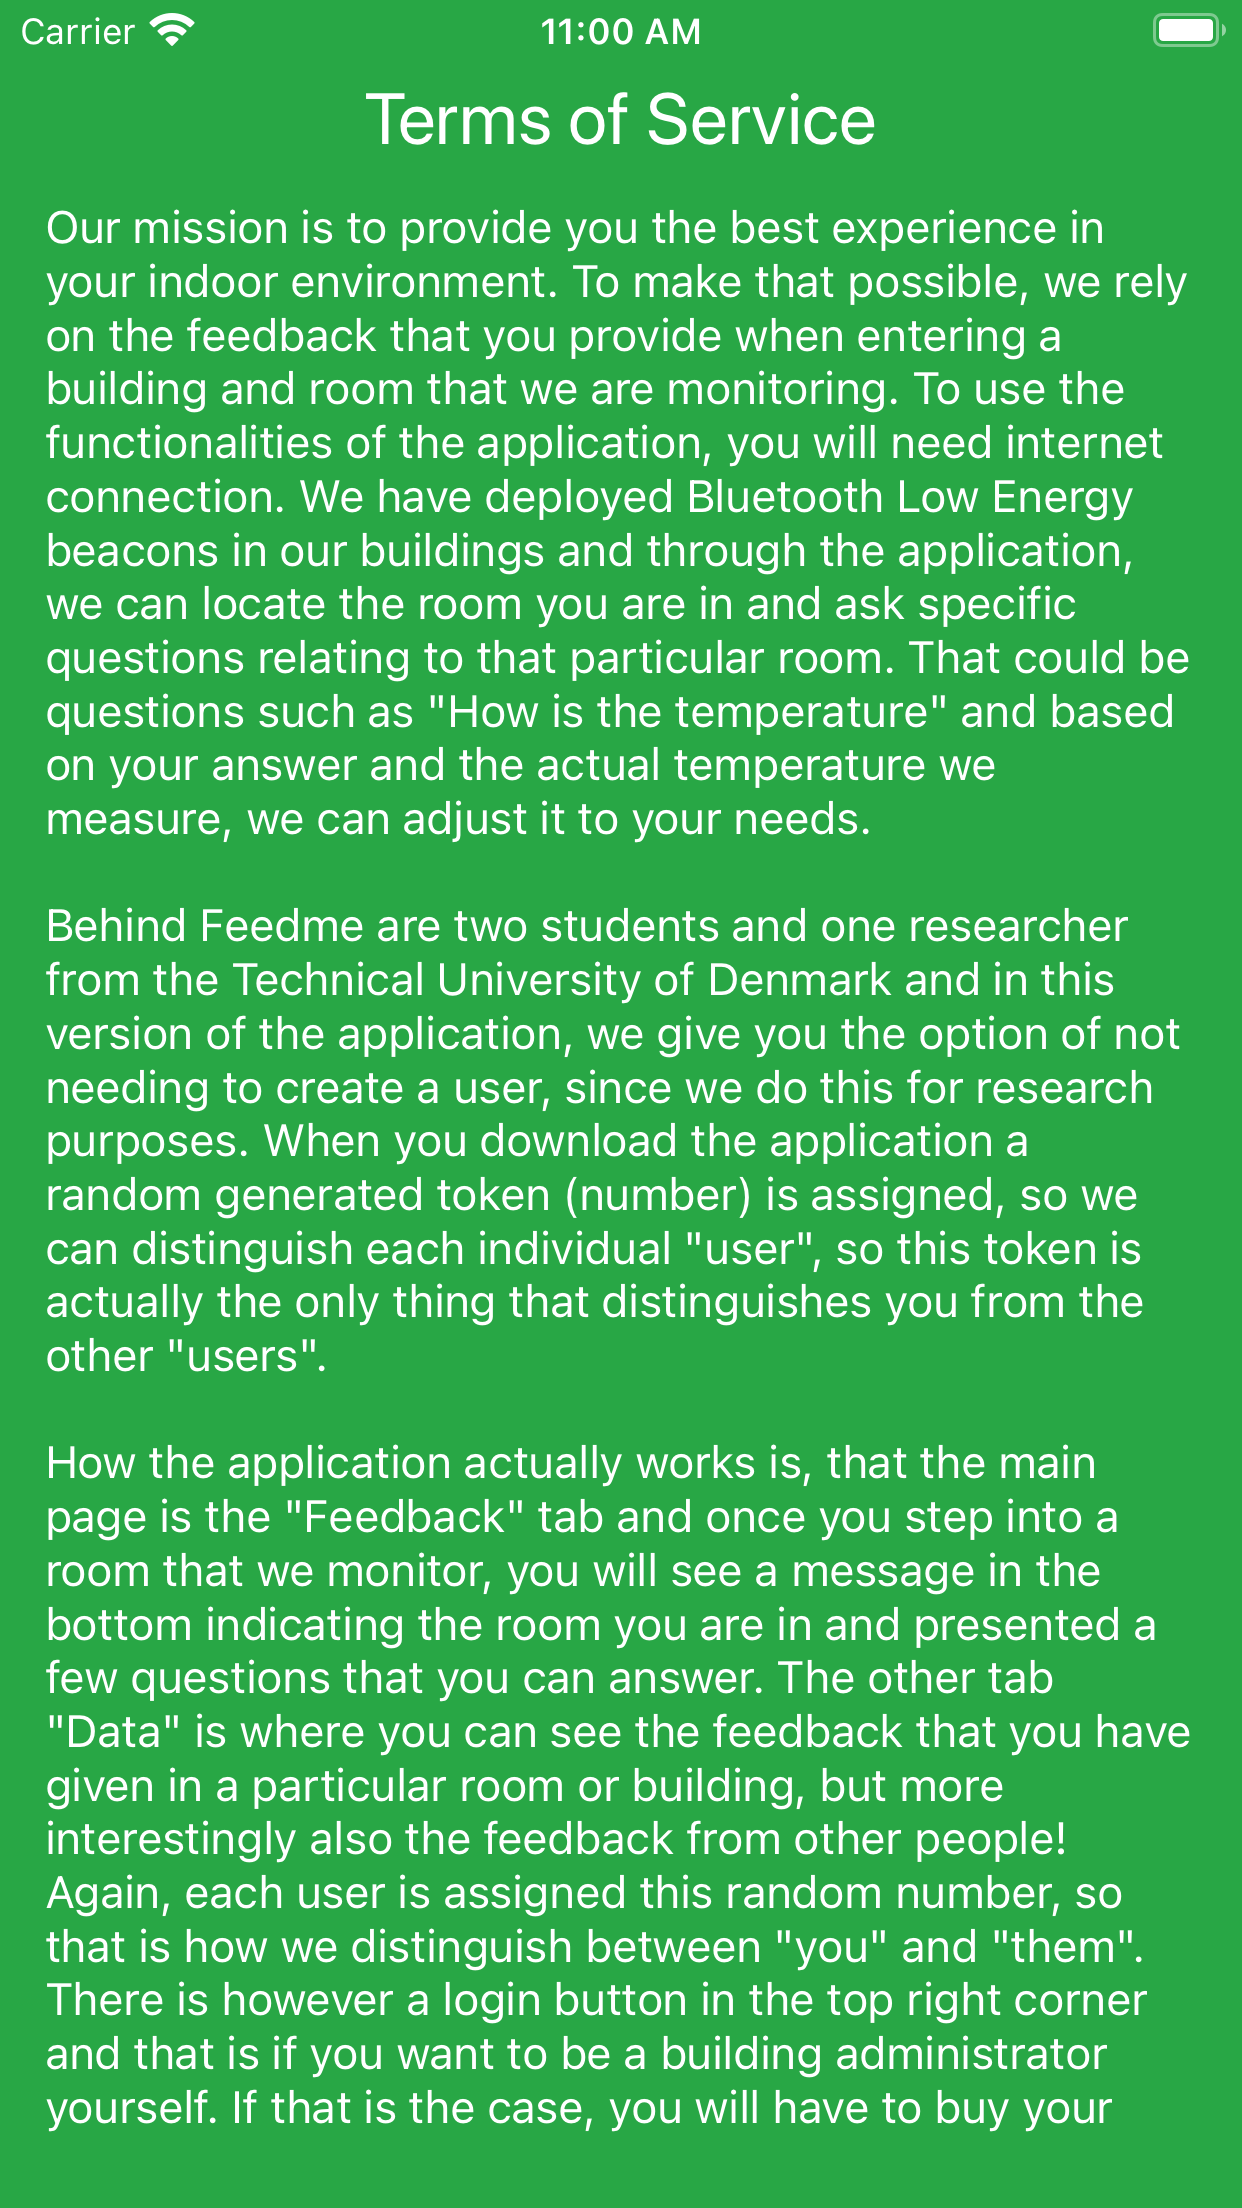 Carrier
11:00 AM
Terms of Service
Our mission is to provide you the best experience in
your indoor environment. To make that possible, we rely
on the feedback that you provide when entering a
building and room that we are monitoring. To use the
functionalities of the application, you will need internet
connection. We have deployed Bluetooth Low Energy
beacons in our buildings and through the application,
we can locate the room you are in and ask specific
questions relating to that particular room. That could be
questions such as "How is the temperature" and based
on your answer and the actual temperature we
measure, we can adjust it to your needs.
Behind Feedme are two students and one researcher
from the Technical University of Denmark and in this
version of the application, we give you the option of not
needing to create a user, since we do this for research
purposes. When you download the application a
random generated token (number) is assigned, so we
can distinguish each individual "user", so this token is
actually the only thing that distinguishes you from the
other "users".
How the application actually works is, that the main
page is the "Feedback" tab and once you step into a
room that we monitor, you will see a message in the
bottom indicating the room you are in and presented a
few questions that you can answer. The other tab
"Data" is where you can see the feedback that you have
given in a particular room or building, but more
interestingly also the feedback from other people!
Again, each user is assigned this random number, so
that is how we distinguish between "you" and "them".
There is however a login button in the top right corner
and that is if you want to be a building administrator
yourself. If that is the case, you will have to buy your